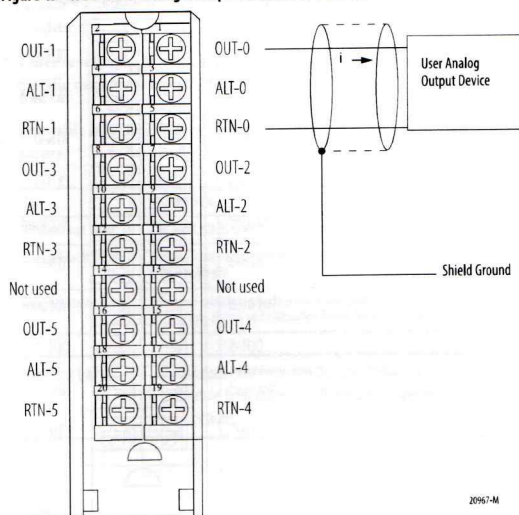 2 1
OUT-1 OUT-0
i
User Analog
Output Device
4 3
ALT-1 ALT-0
6 5
RTN-1 RTN-0
8 7
OUT-3 OUT-2
10 9
ALT-3 ALT-2
12 11
RTN-3 RTN-2
Shield Ground
14 13
Not used Not used
16 15
OUT-5 OUT-4
18 17
ALT-5 ALT-4
20 19
RTN-5 RTN-4
20967-M